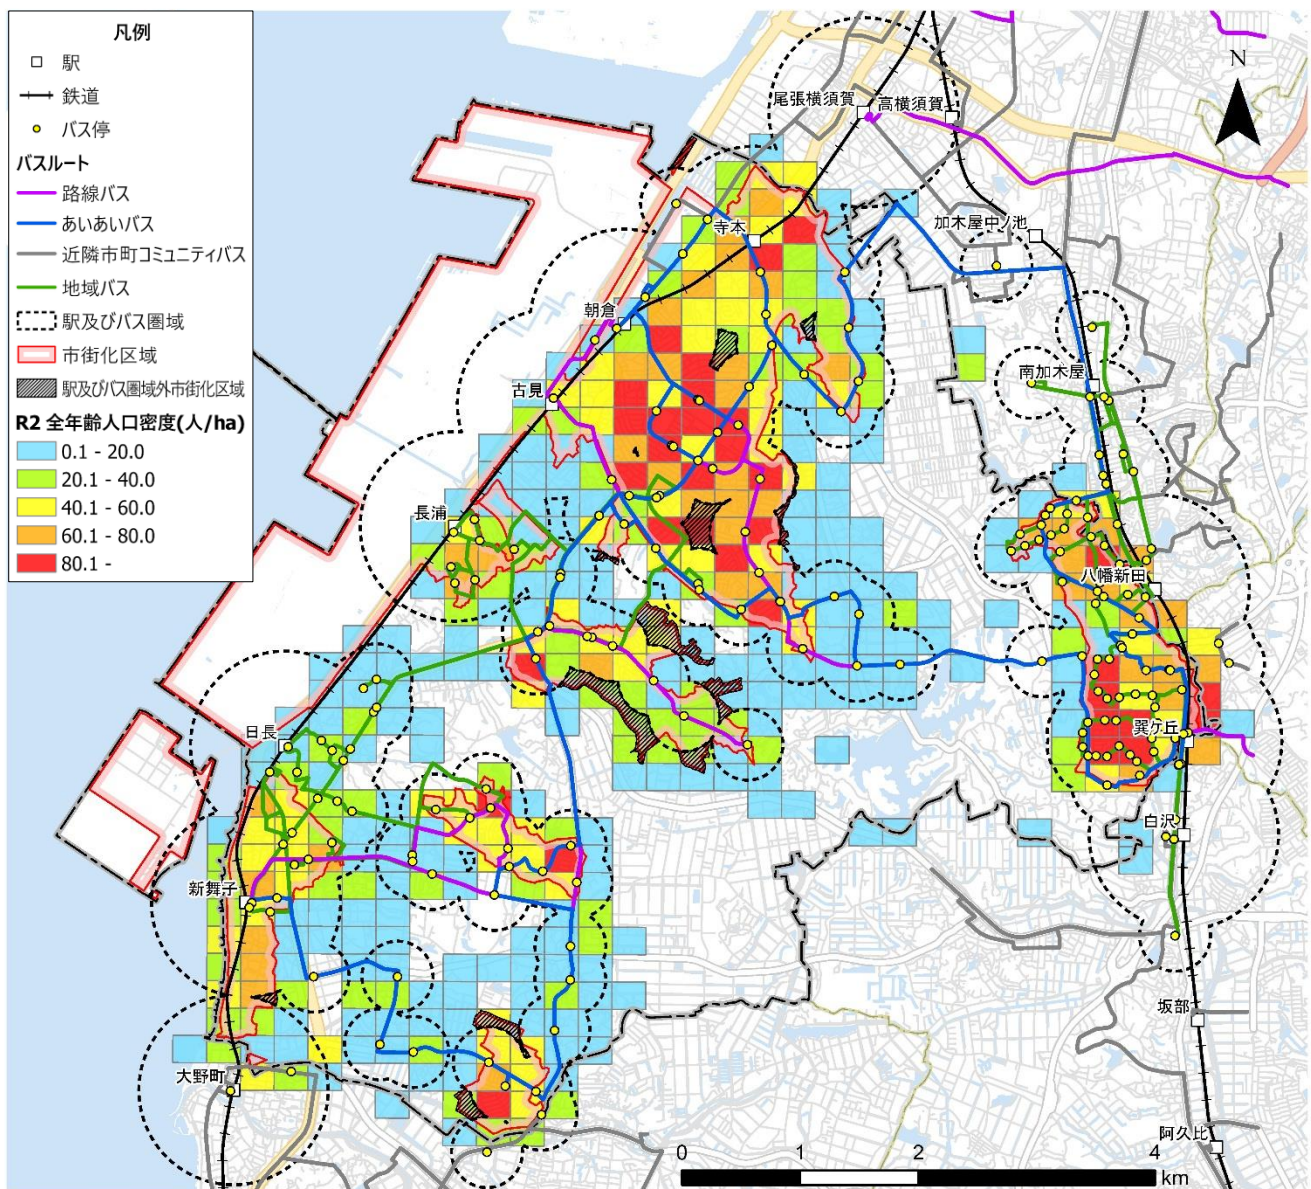 凡例
駅
鉄道
バス停
バスルート
路線バス
あいあいバス
近隣市町コミュニティバス
地域バス
駅及びバス圏域
市街化区域
駅及びバス圏域外市街化区域
R2 全年齢人口密度(人/ha)
0.1 - 20.0
20.1 - 40.0
40.1 - 60.0
60.1 - 80.0
80.1 -
N
尾張横須賀
高横須賀
寺本
加木屋中ノ池
朝倉
南加木屋
古見
長浦
八幡新田
日長
巽ケ丘
白沢
新舞子
坂部
大野町
阿久比
0 1 2 4
km